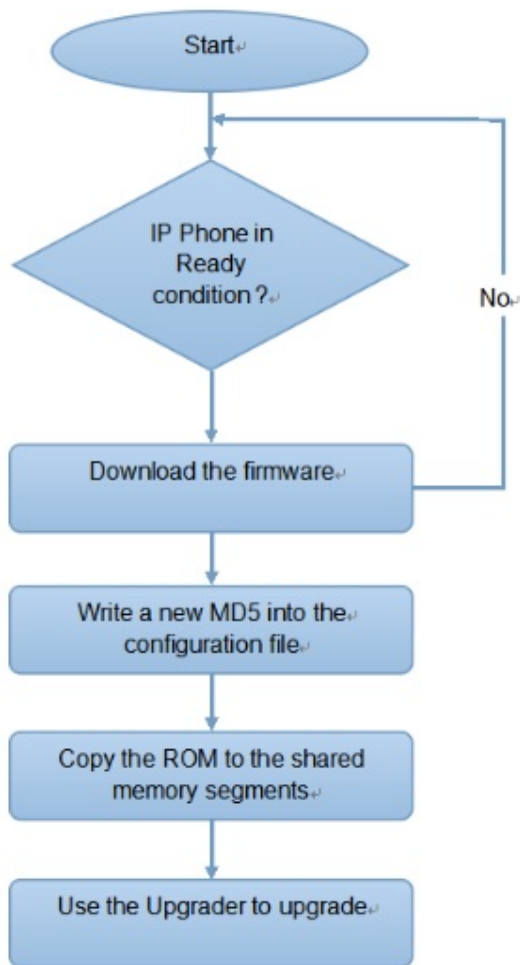 Start
IP Phone in
Ready
condition ?
No
Download the firmware
Write a new MD5 into the
configuration file
Copy the ROM to the shared
memory segments
Use the Upgrader to upgrade